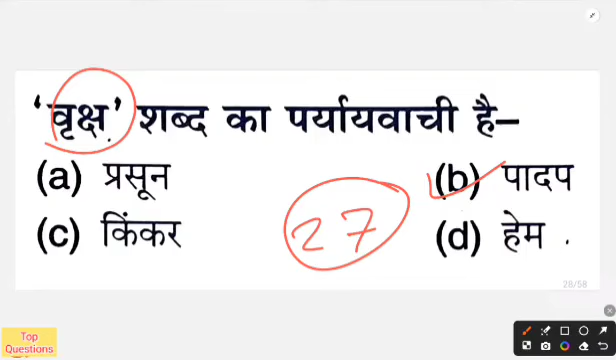 'वृक्ष' शब्द का पर्यायवाची है–
(a) प्रसून
(b) पादप
(c) किंकर
(d) हेम
27
28/58
Top
Questions